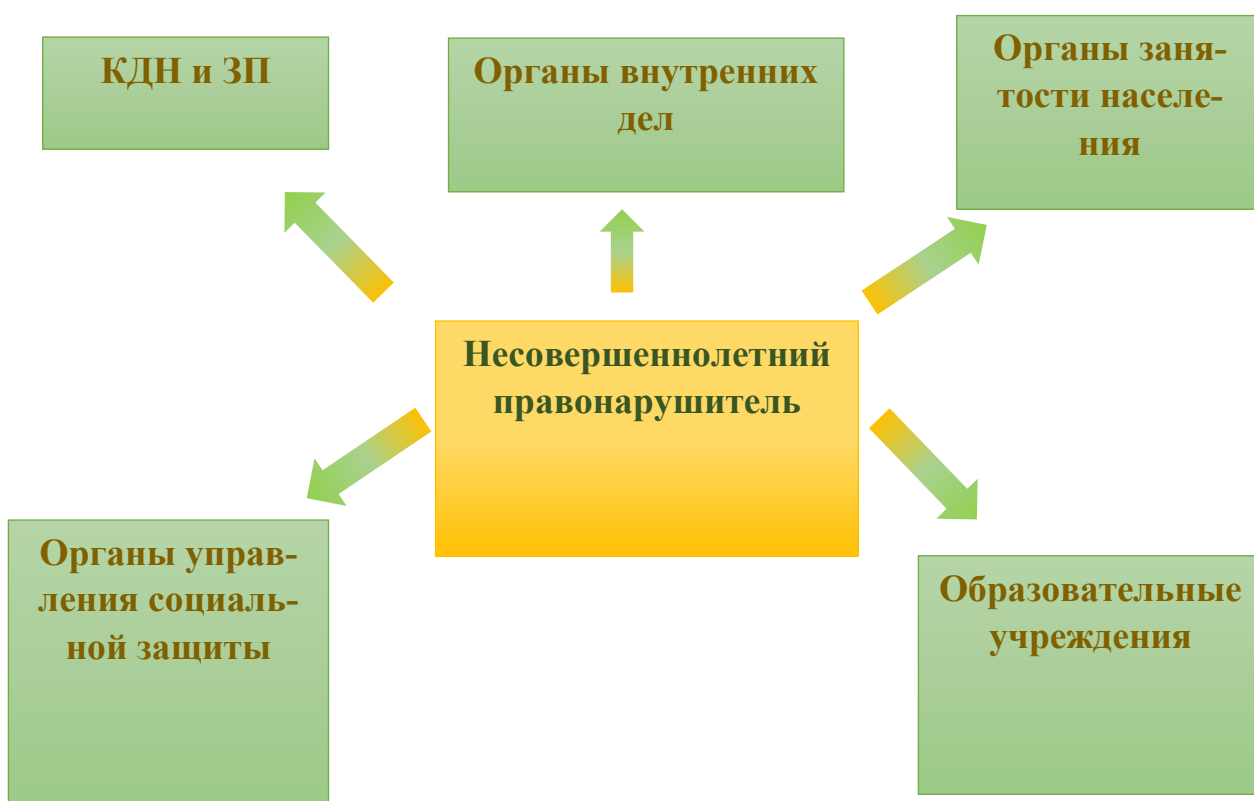 КДН и ЗП
Органы внутренних
дел
Органы заня-
тости населе-
ния
Несовершеннолетний
правонарушитель
Органы управ-
ления социаль-
ной защиты
Образовательные
учреждения